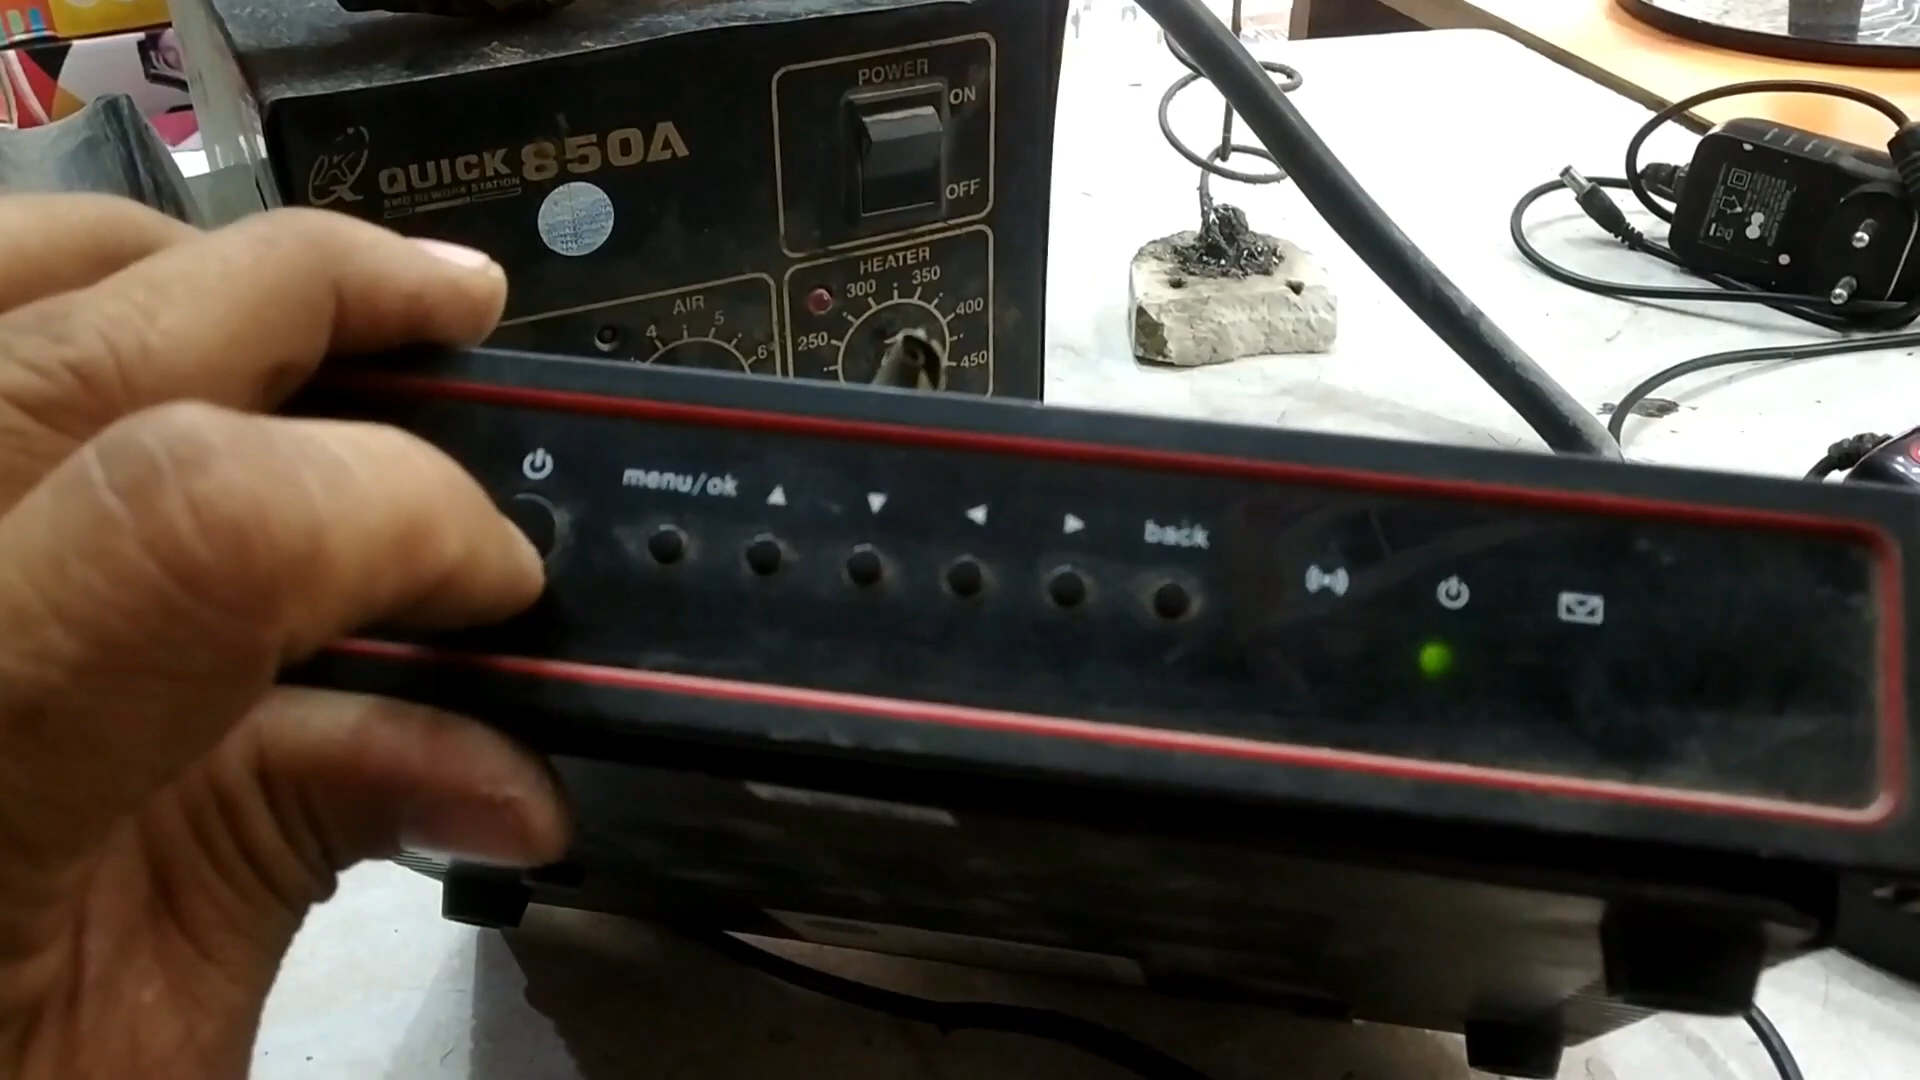 POWER
ON
OFF
QUICK 850A
SMD REWORK STATION
HEATER
250
300
350
400
450
AIR
4
5
6
menu/ok
back